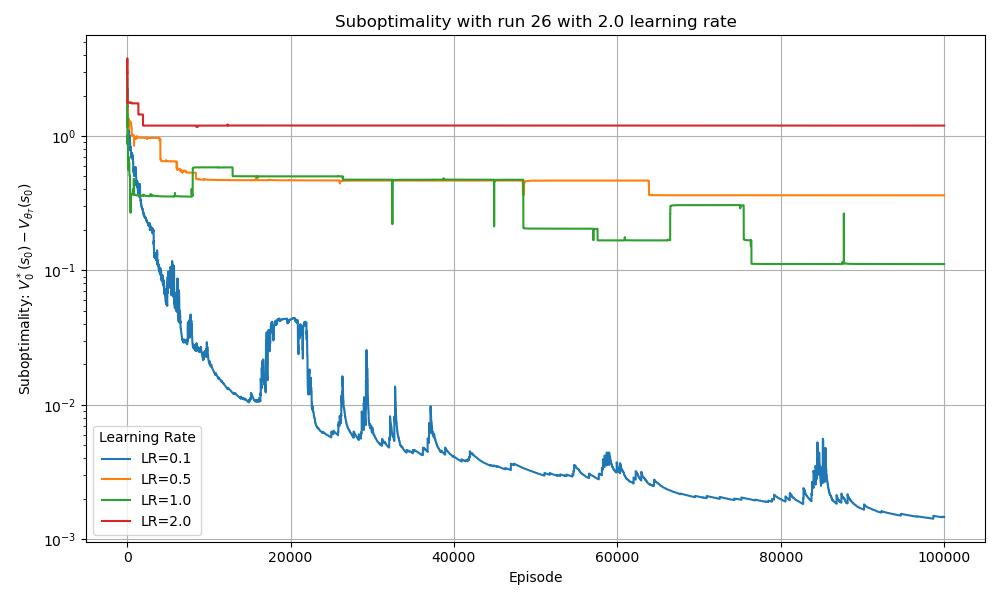 Suboptimality with run 26 with 2.0 learning rate
Suboptimality: $V_0^*(s_0) - V_{\theta_T}(s_0)$
10⁰
10⁻¹
10⁻²
10⁻³
Learning Rate
LR=0.1
LR=0.5
LR=1.0
LR=2.0
0 20000 40000 60000 80000 100000
Episode